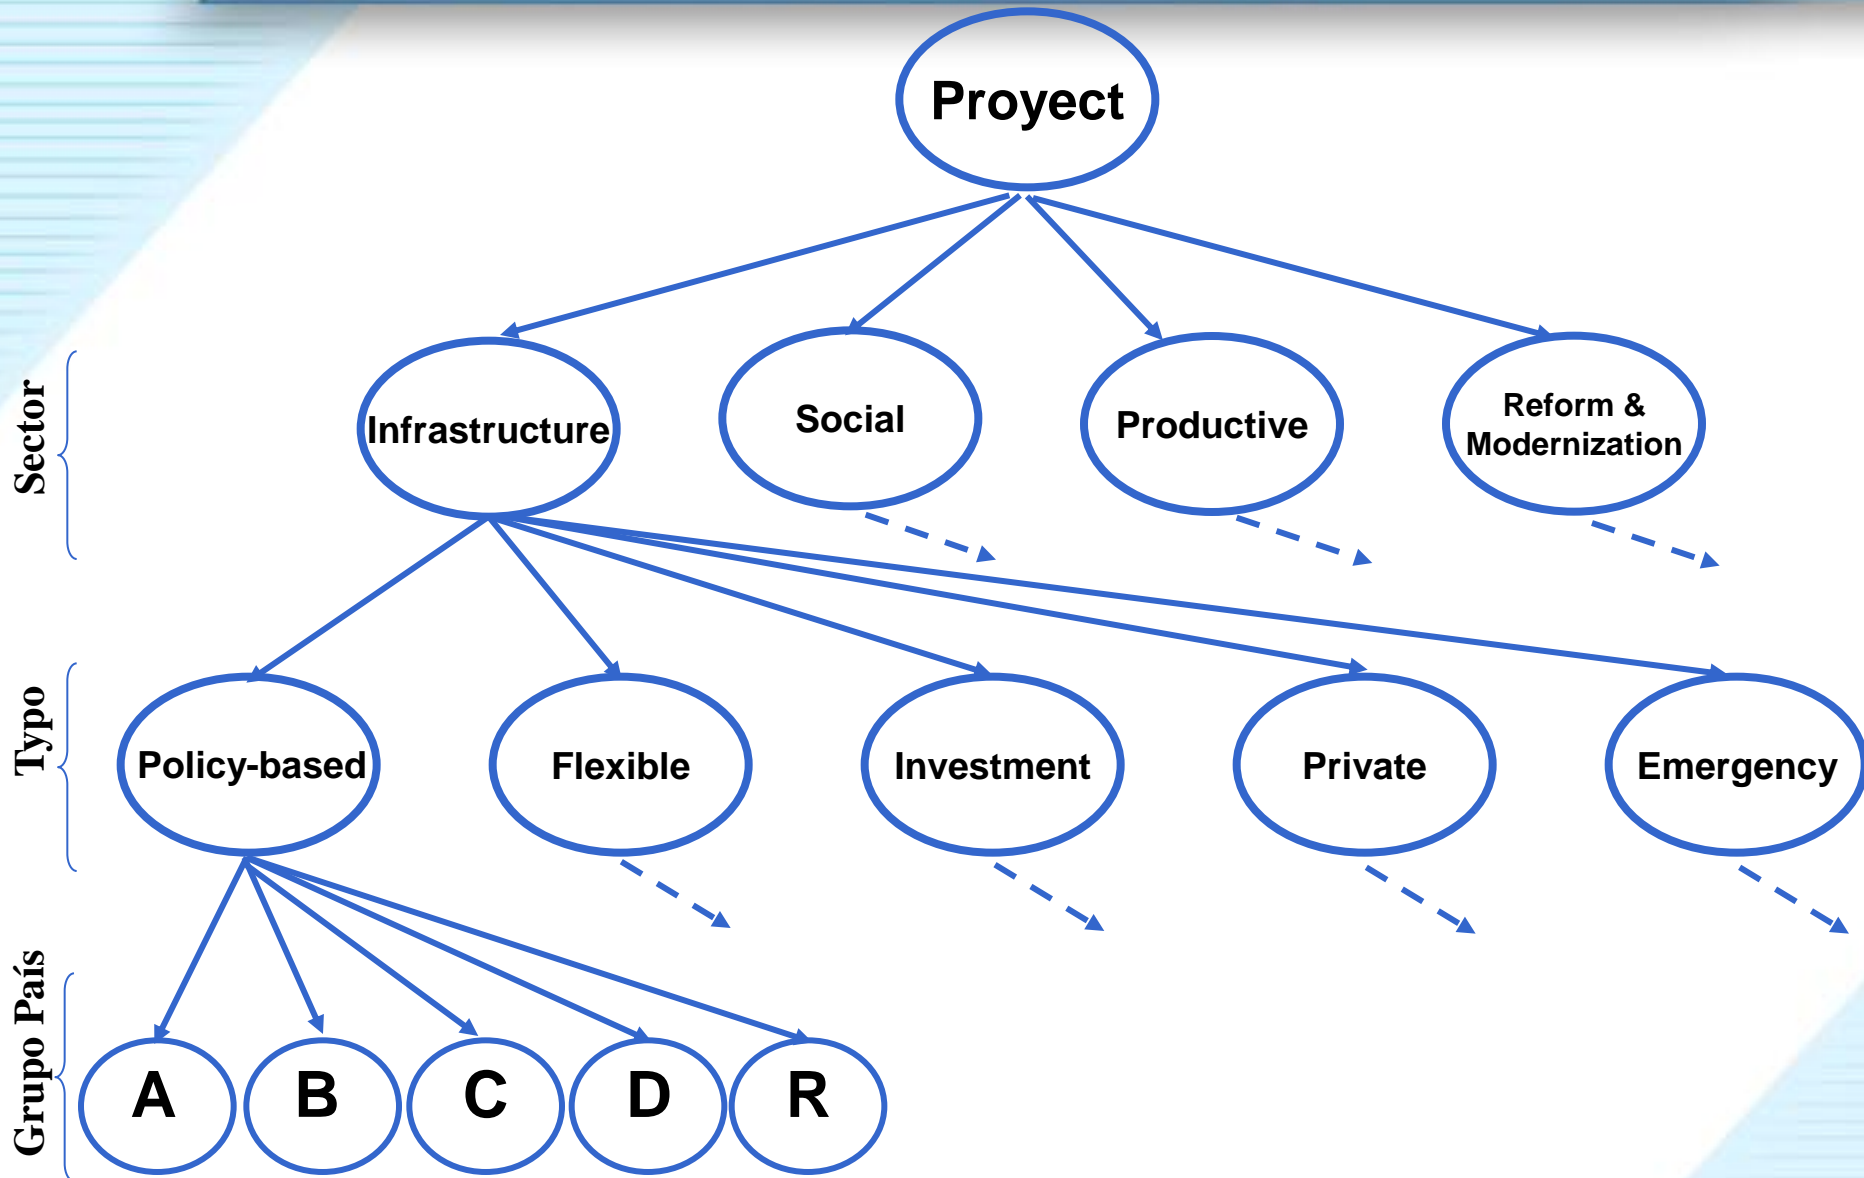 Proyect
Sector
Infrastructure
Social
Productive
Reform &
Modernization
Typo
Policy-based
Flexible
Investment
Private
Emergency
Grupo País
A
B
C
D
R